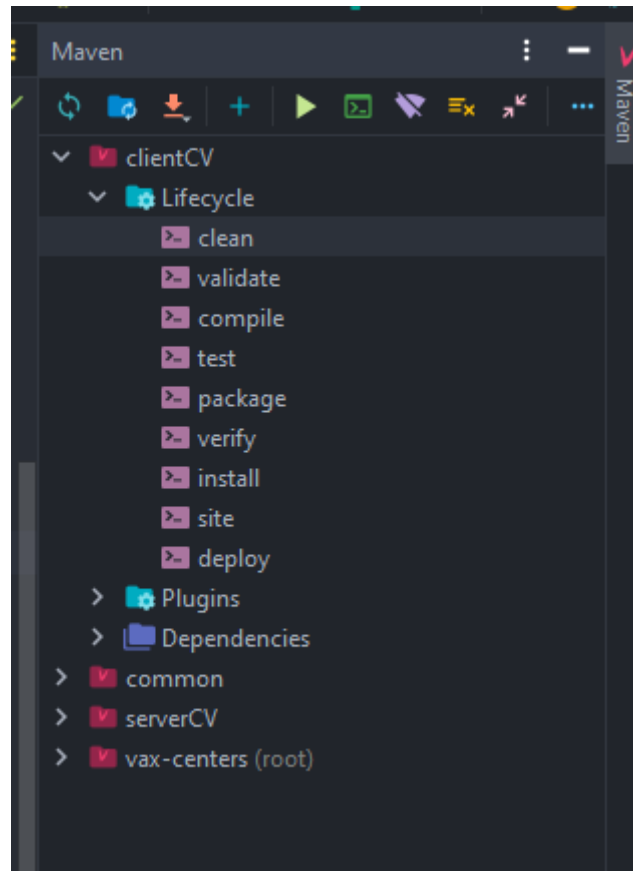 Maven
Maven
clientCV
Lifecycle
clean
validate
compile
test
package
verify
install
site
deploy
Plugins
Dependencies
common
serverCV
vax-centers (root)